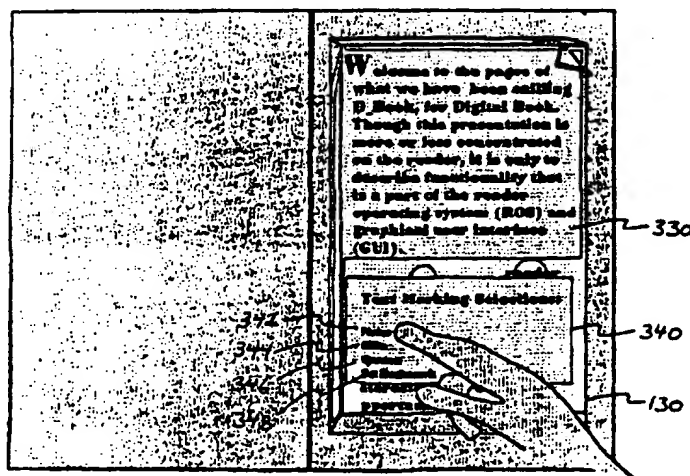 Welcome to the pages of
what we have been calling
D_Book, for Digital Book.
Though this presentation is
more or less concentrated
on the reader, it is only to
describe functionality that
is a part of the reader
operating system (ROS) and
graphical user interface
(GUI).
330
Text Marking Selections
342
340
344
346
348
130